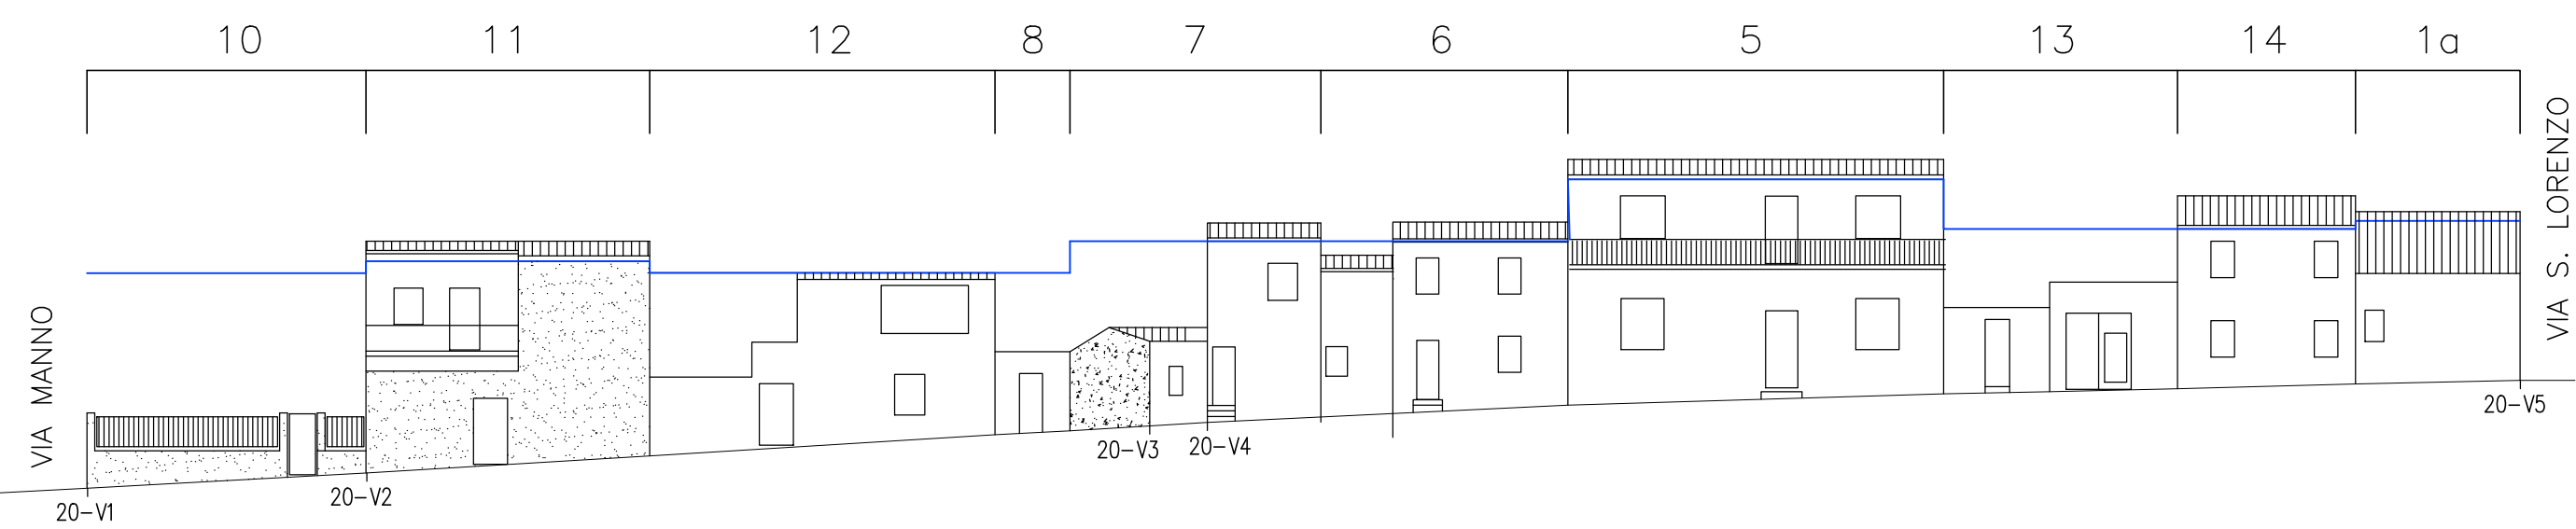 10 11 12 8 7 6 5 13 14 1a
VIA MANNO
VIA S. LORENZO
20-V1
20-V2
20-V3
20-V4
20-V5